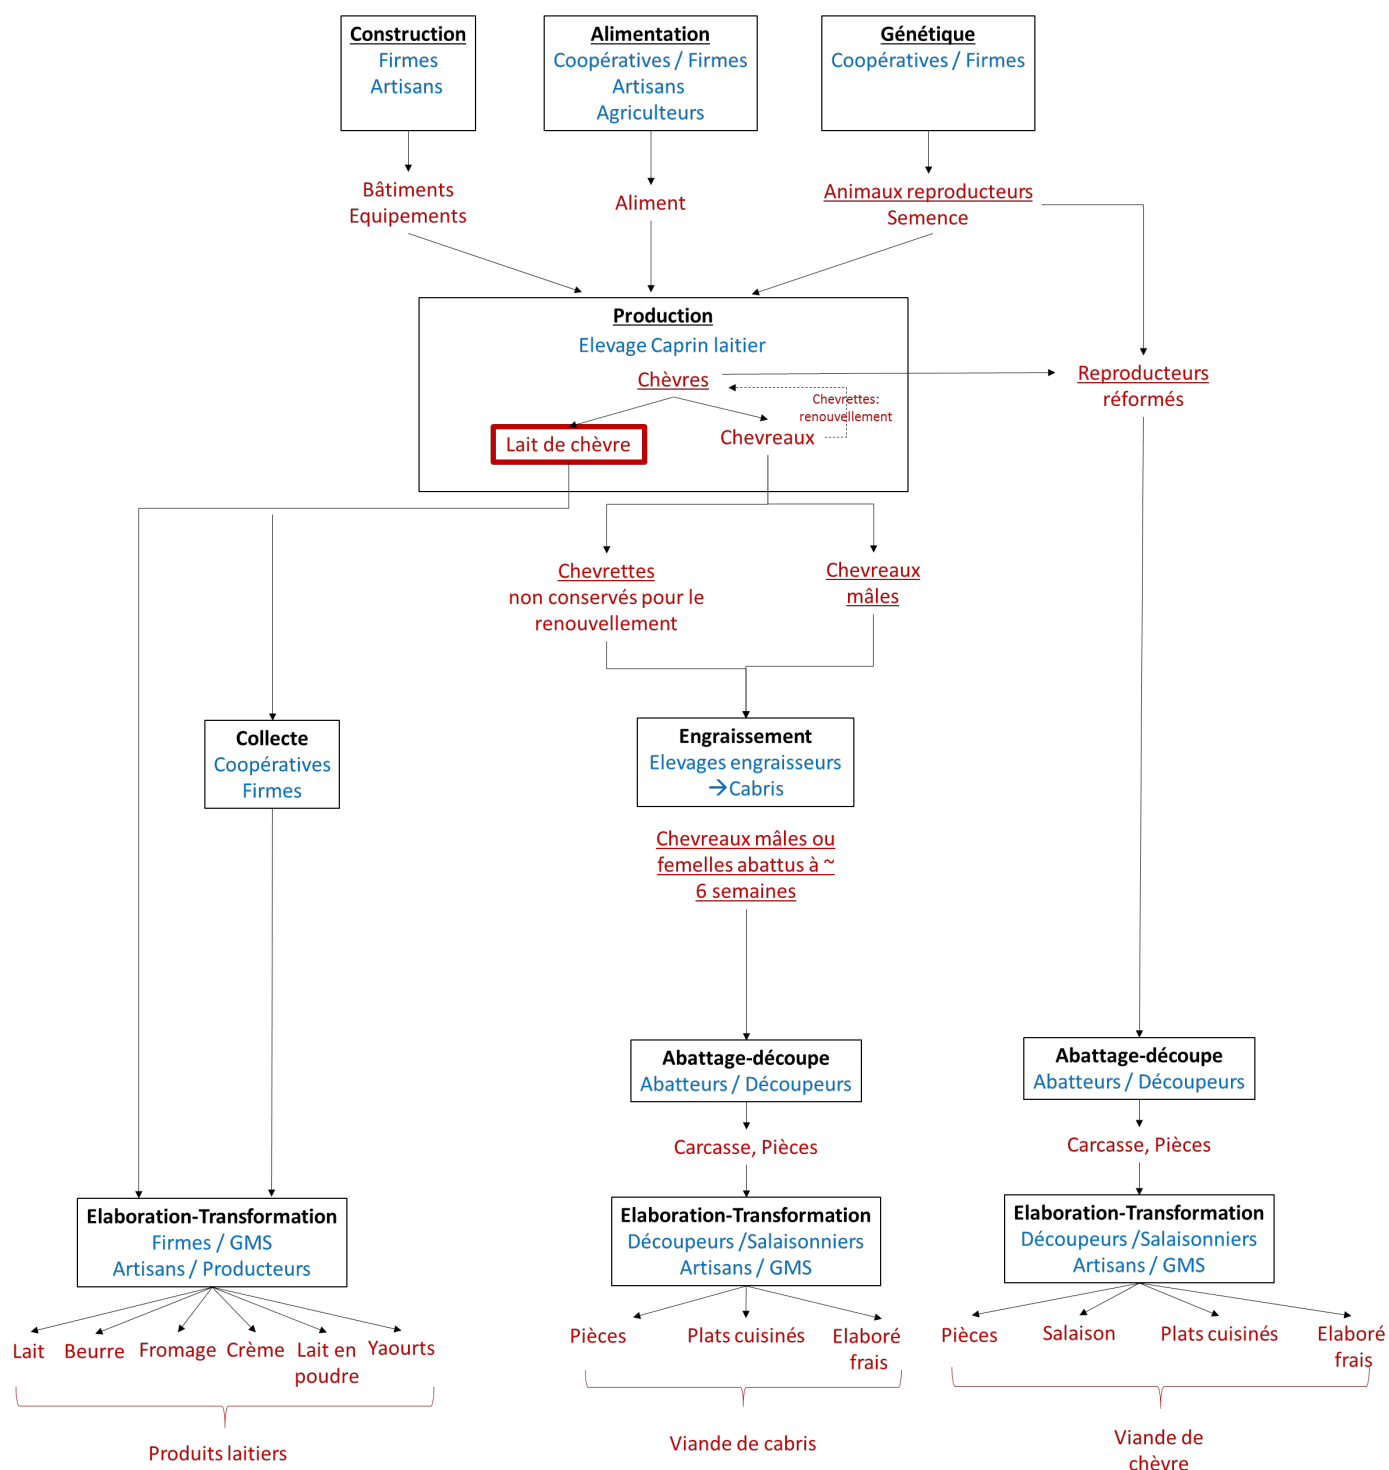 Construction
Firmes
Artisans
Alimentation
Coopératives / Firmes
Artisans
Agriculteurs
Génétique
Coopératives / Firmes
Bâtiments
Equipements
Aliment
Animaux reproducteurs
Semence
Production
Elevage Caprin laitier
Chèvres
Chevrettes:
renouvellement
Lait de chèvre
Chevreaux
Reproducteurs
réformés
Chevrettes
non conservés pour le
renouvellement
Chevreaux
mâles
Collecte
Coopératives
Firmes
Engraissement
Elevages engraisseurs
→Cabris
Chevreaux mâles ou
femelles abattus à ~
6 semaines
Abattage-découpe
Abatteurs / Découpeurs
Abattage-découpe
Abatteurs / Découpeurs
Carcasse, Pièces
Carcasse, Pièces
Elaboration-Transformation
Firmes / GMS
Artisans / Producteurs
Elaboration-Transformation
Découpeurs /Salaisonniers
Artisans / GMS
Elaboration-Transformation
Découpeurs /Salaisonniers
Artisans / GMS
Lait
Beurre
Fromage
Crème
Lait en
poudre
Yaourts
Pièces
Plats cuisinés
Elaboré
frais
Pièces
Salaison
Plats cuisinés
Elaboré
frais
Produits laitiers
Viande de cabris
Viande de
chèvre